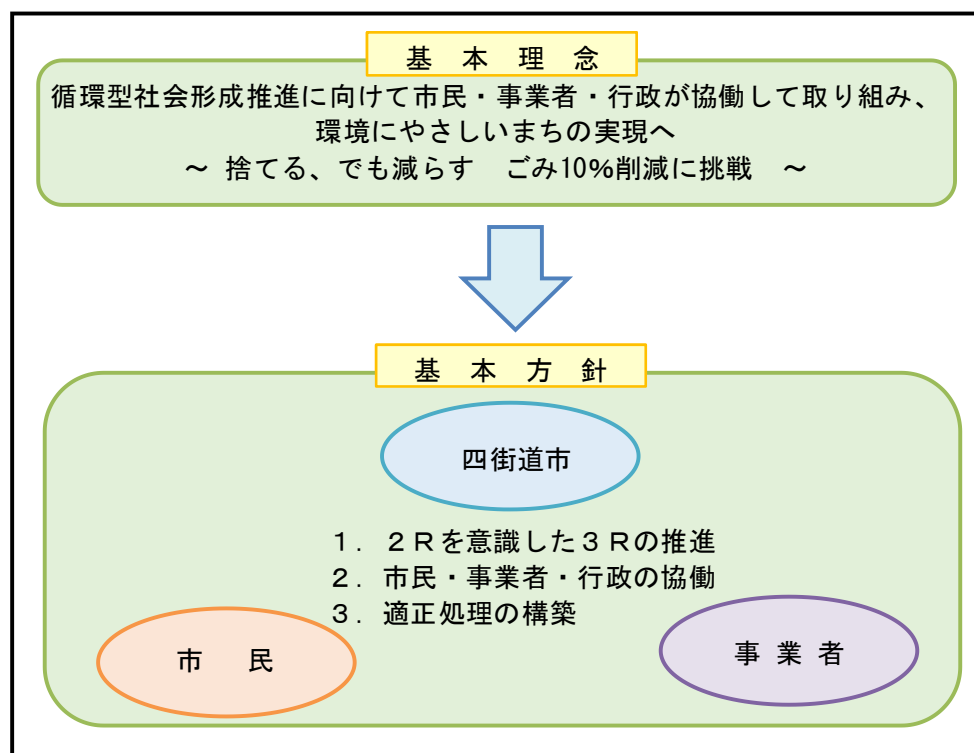 基本理念
循環型社会形成推進に向けて市民・事業者・行政が協働して取り組み、
環境にやさしいまちの実現へ
～ 捨てる、でも減らす　ごみ10%削減に挑戦　～
基本方針
四街道市
１．２Ｒを意識した３Ｒの推進
２．市民・事業者・行政の協働
３．適正処理の構築
市民
事業者